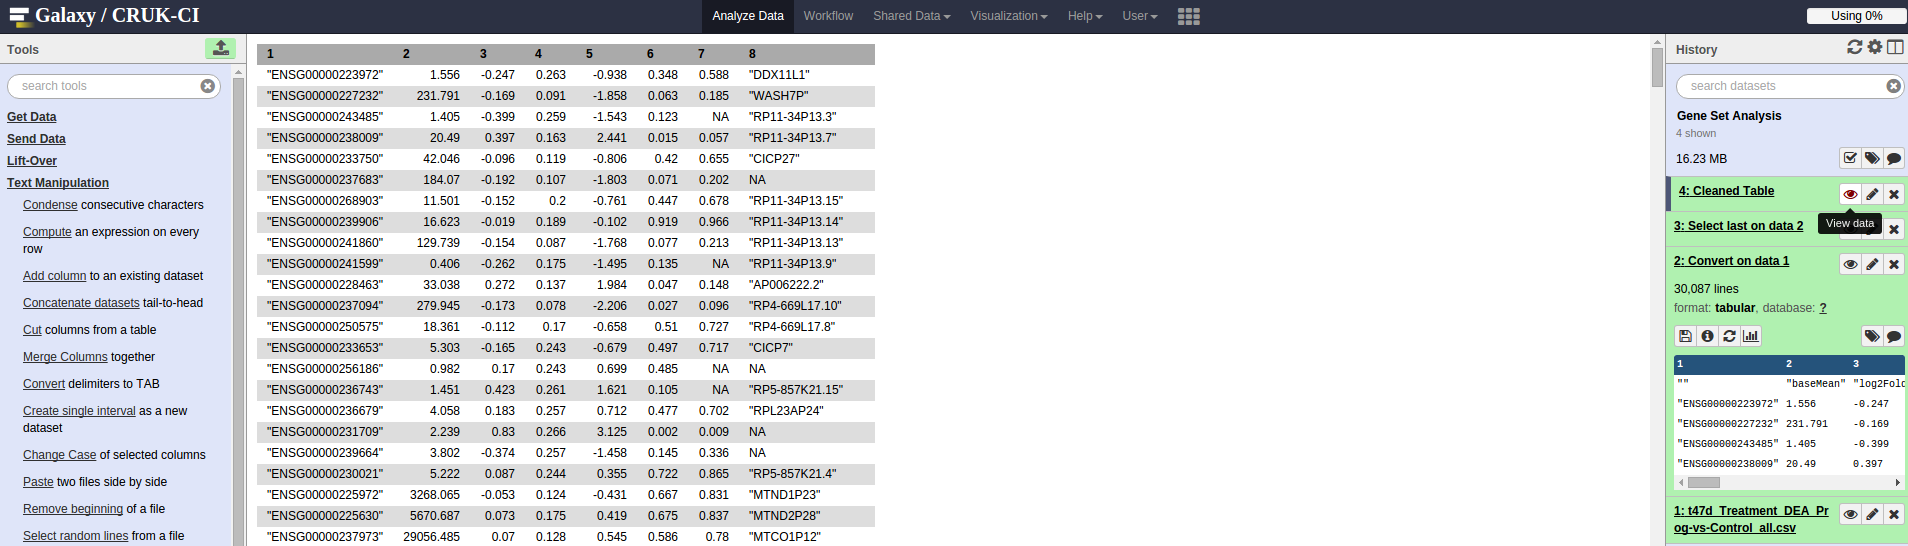 Galaxy / CRUK-CI
Analyze Data Workflow Shared Data Visualization Help User
Using 0%
Tools
search tools
Get Data
Send Data
Lift-Over
Text Manipulation
Condense consecutive characters
Compute an expression on every
row
Add column to an existing dataset
Concatenate datasets tail-to-head
Cut columns from a table
Merge Columns together
Convert delimiters to TAB
Create single interval as a new
dataset
Change Case of selected columns
Paste two files side by side
Remove beginning of a file
Select random lines from a file
1 2 3 4 5 6 7 8
"ENSG00000223972" 1.556 -0.247 0.263 -0.938 0.348 0.588 "DDX11L1"
"ENSG00000227232" 231.791 -0.169 0.091 -1.858 0.063 0.185 "WASH7P"
"ENSG00000243485" 1.405 -0.399 0.259 -1.543 0.123 NA "RP11-34P13.3"
"ENSG00000238009" 20.49 0.397 0.163 2.441 0.015 0.057 "RP11-34P13.7"
"ENSG00000233750" 42.046 -0.096 0.119 -0.806 0.42 0.655 "CICP27"
"ENSG00000237683" 184.07 -0.192 0.107 -1.803 0.071 0.202 NA
"ENSG00000268903" 11.501 -0.152 0.2 -0.761 0.447 0.678 "RP11-34P13.15"
"ENSG00000239906" 16.623 -0.019 0.189 -0.102 0.919 0.966 "RP11-34P13.14"
"ENSG00000241860" 129.739 -0.154 0.087 -1.768 0.077 0.213 "RP11-34P13.13"
"ENSG00000241599" 0.406 -0.262 0.175 -1.495 0.135 NA "RP11-34P13.9"
"ENSG00000228463" 33.038 0.272 0.137 1.984 0.047 0.148 "AP006222.2"
"ENSG00000237094" 279.945 -0.173 0.078 -2.206 0.027 0.096 "RP4-669L17.10"
"ENSG00000250575" 18.361 -0.112 0.17 -0.658 0.51 0.727 "RP4-669L17.8"
"ENSG00000233653" 5.303 -0.165 0.243 -0.679 0.497 0.717 "CICP7"
"ENSG00000256186" 0.982 0.17 0.243 0.699 0.485 NA NA
"ENSG00000236743" 1.451 0.423 0.261 1.621 0.105 NA "RP5-857K21.15"
"ENSG00000236679" 4.058 0.183 0.257 0.712 0.477 0.702 "RPL23AP24"
"ENSG00000231709" 2.239 0.83 0.266 3.125 0.002 0.009 NA
"ENSG00000239664" 3.802 -0.374 0.257 -1.458 0.145 0.336 NA
"ENSG00000230021" 5.222 0.087 0.244 0.355 0.722 0.865 "RP5-857K21.4"
"ENSG00000225972" 3268.065 -0.053 0.124 -0.431 0.667 0.831 "MTND1P23"
"ENSG00000225630" 5670.687 0.073 0.175 0.419 0.675 0.837 "MTND2P28"
"ENSG00000237973" 29056.485 0.07 0.128 0.545 0.586 0.78 "MTCO1P12"
History
search datasets
Gene Set Analysis
4 shown
16.23 MB
4: Cleaned Table
View data
3: Select last on data 2
2: Convert on data 1
30,087 lines
format: tabular, database: ?
1 2 3
"" "baseMean" "log2Fold
"ENSG00000223972" 1.556 -0.247
"ENSG00000227232" 231.791 -0.169
"ENSG00000243485" 1.405 -0.399
"ENSG00000238009" 20.49 0.397
1: t47d_Treatment_DEA_Pr
og-vs-Control_all.csv